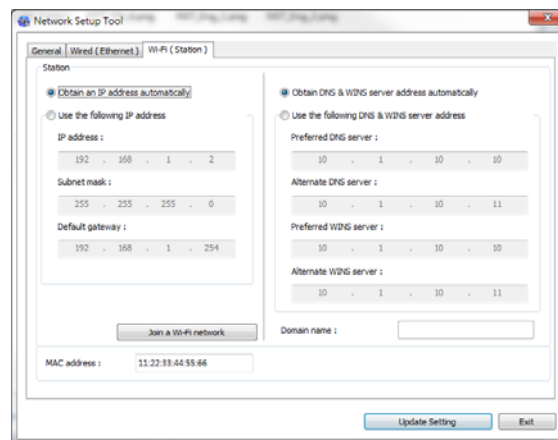 Network Setup Tool
General Wired ( Ethernet ) Wi-Fi ( Station )
Station
Obtain an IP address automatically
Use the following IP address
IP address :
192 . 168 . 1 . 2
Subnet mask :
255 . 255 . 255 . 0
Default gateway :
192 . 168 . 1 . 254
Join a Wi-Fi network
Obtain DNS & WINS server address automatically
Use the following DNS & WINS server address
Preferred DNS server :
10 . 1 . 10 . 10
Alternate DNS server :
10 . 1 . 10 . 11
Preferred WINS server :
10 . 1 . 10 . 10
Alternate WINS server :
10 . 1 . 10 . 11
Domain name :
MAC address : 11:22:33:44:55:66
Update Setting Exit